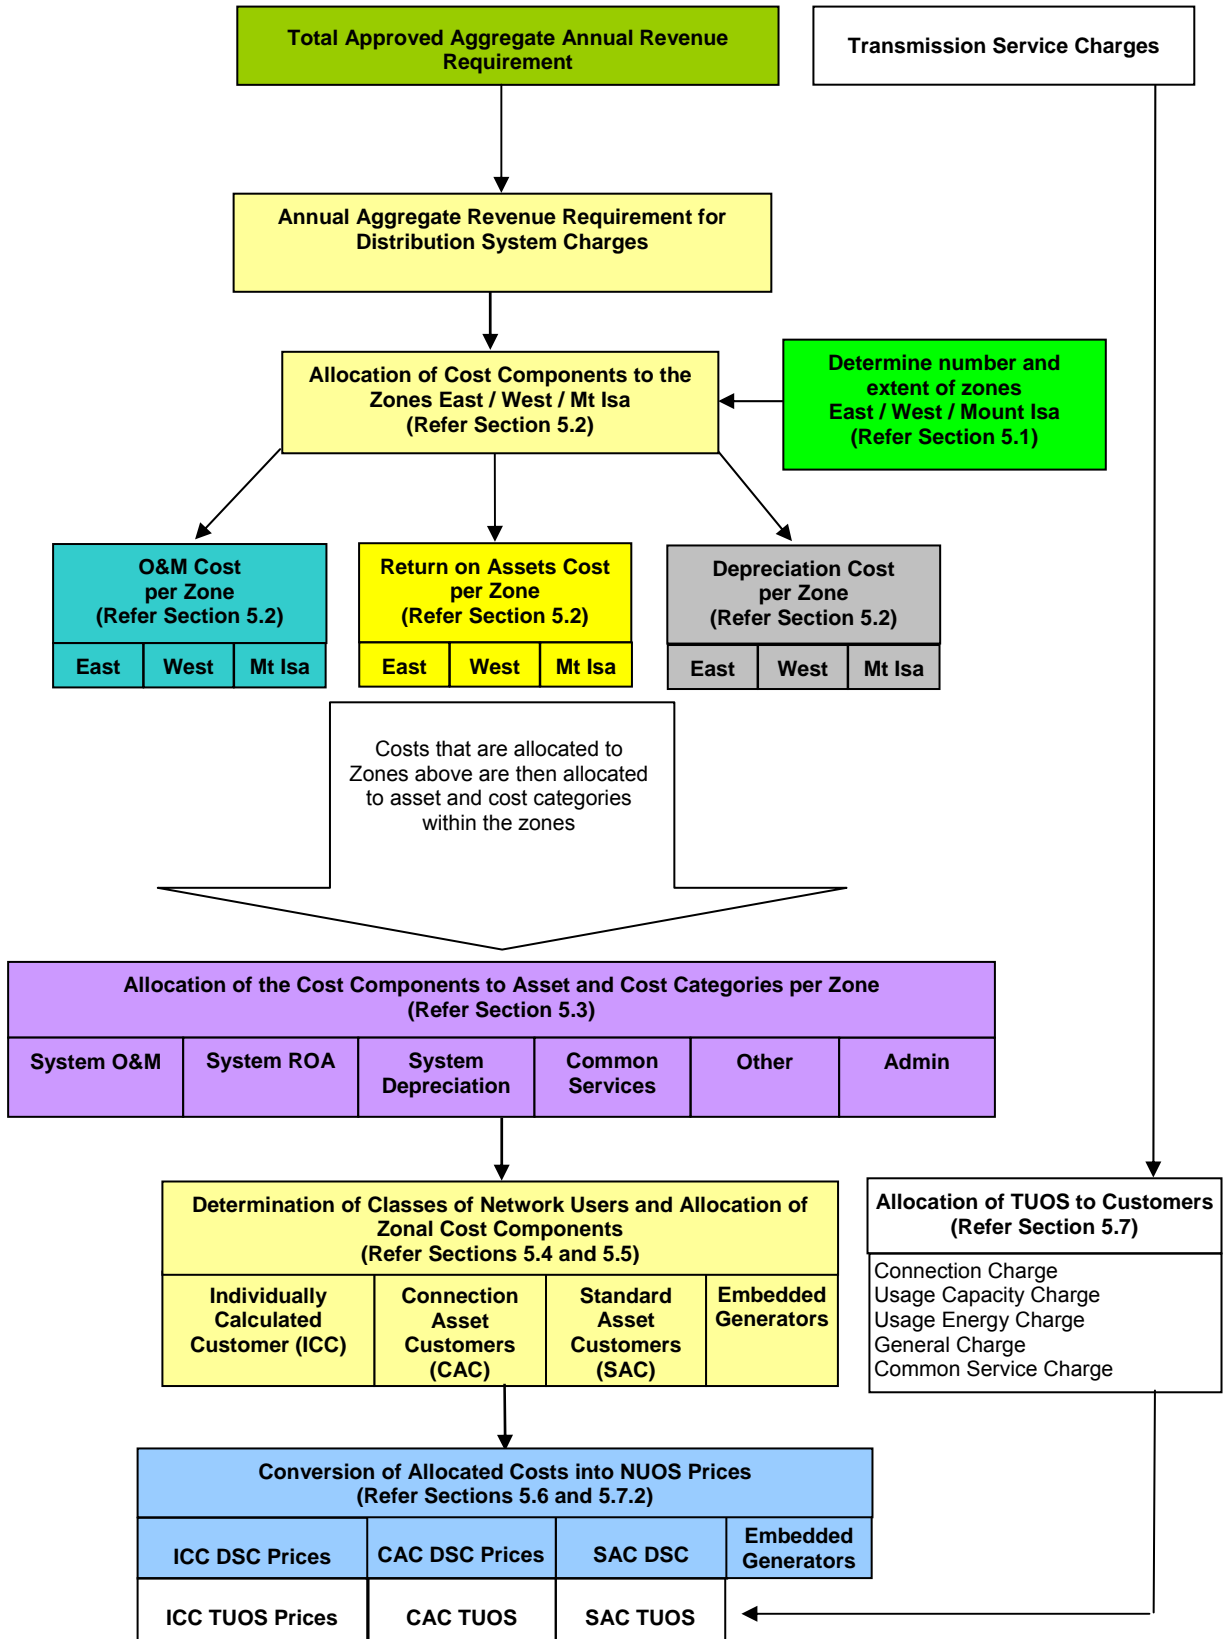 Total Approved Aggregate Annual Revenue
Requirement
Transmission Service Charges
Annual Aggregate Revenue Requirement for
Distribution System Charges
Allocation of Cost Components to the
Zones East / West / Mt Isa
(Refer Section 5.2)
Determine number and
extent of zones
East / West / Mount Isa
(Refer Section 5.1)
O&M Cost
per Zone
(Refer Section 5.2)
East
West
Mt Isa
Return on Assets Cost
per Zone
(Refer Section 5.2)
East
West
Mt Isa
Depreciation Cost
per Zone
(Refer Section 5.2)
East
West
Mt Isa
Costs that are allocated to
Zones above are then allocated
to asset and cost categories
within the zones
Allocation of the Cost Components to Asset and Cost Categories per Zone
(Refer Section 5.3)
System O&M
System ROA
System
Depreciation
Common
Services
Other
Admin
Determination of Classes of Network Users and Allocation of
Zonal Cost Components
(Refer Sections 5.4 and 5.5)
Individually
Calculated
Customer (ICC)
Connection
Asset
Customers
(CAC)
Standard
Asset
Customers
(SAC)
Embedded
Generators
Allocation of TUOS to Customers
(Refer Section 5.7)
Connection Charge
Usage Capacity Charge
Usage Energy Charge
General Charge
Common Service Charge
Conversion of Allocated Costs into NUOS Prices
(Refer Sections 5.6 and 5.7.2)
ICC DSC Prices
CAC DSC Prices
SAC DSC
Embedded
Generators
ICC TUOS Prices
CAC TUOS
SAC TUOS